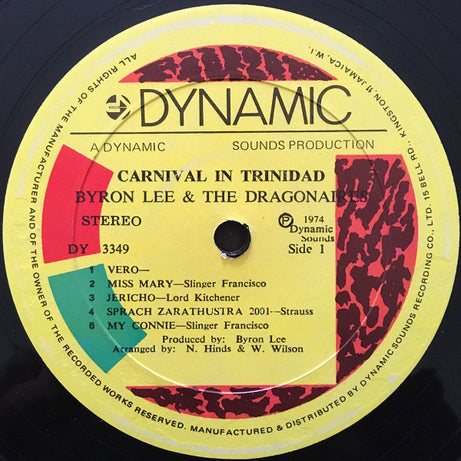 DYNAMIC
A DYNAMIC SOUNDS PRODUCTION
CARNIVAL IN TRINIDAD
BYRON LEE & THE DRAGONAIRES
STEREO
DY 3349
℗ 1974
Dynamic
Sounds
Side 1
1 VERO—
2 MISS MARY—Slinger Francisco
3 JERICHO—Lord Kitchener
4 SPRACH ZARATHUSTRA 2001--Strauss
5 MY CONNIE—Slinger Francisco
Produced by: Byron Lee
Arranged by: N. Hinds & W. Wilson
ALL RIGHTS OF THE MANUFACTURER AND OF THE OWNER OF THE RECORDED WORKS RESERVED. MANUFACTURED & DISTRIBUTED BY DYNAMIC SOUNDS RECORDING CO., LTD. 15 BELL RD., KINGSTON 11 JAMAICA, W.I.